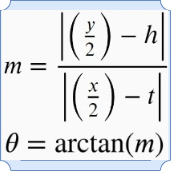 m = |(y/2) − h| / |(x/2) − t|
θ = arctan(m)